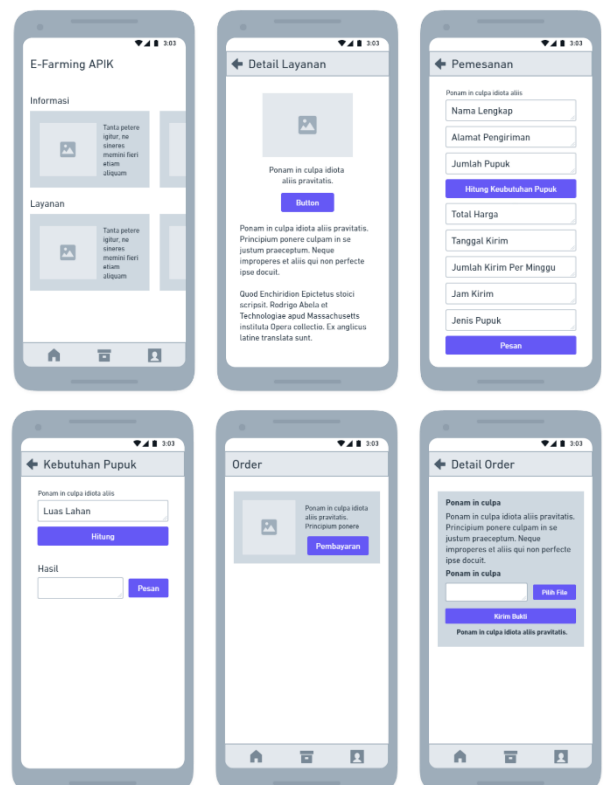 3:03
E-Farming APIK
Informasi
Tanta petere
igitur, ne
sineres
memini fieri
etiam
aliquam
Layanan
Tanta petere
igitur, ne
sineres
memini fieri
etiam
aliquam
3:03
Detail Layanan
Ponam in culpa idiota
aliis pravitatis.
Button
Ponam in culpa idiota aliis pravitatis.
Principium ponere culpam in se
justum praeceptum. Neque
improperes et aliis qui non perfecte
ipse docuit.
Quod Enchiridion Epictetus stoici
scripsit. Rodrigo Abela et
Technologiae apud Massachusetts
instituta Opera collectio. Ex anglicus
latine translata sunt.
3:03
Pemesanan
Ponam in culpa idiota aliis
Nama Lengkap
Alamat Pengiriman
Jumlah Pupuk
Hitung Keubutuhan Pupuk
Total Harga
Tanggal Kirim
Jumlah Kirim Per Minggu
Jam Kirim
Jenis Pupuk
Pesan
3:03
Kebutuhan Pupuk
Ponam in culpa idiota aliis
Luas Lahan
Hitung
Hasil
Pesan
3:03
Order
Ponam in culpa idiota
aliis pravitatis.
Principium ponere
Pembayaran
3:03
Detail Order
Ponam in culpa
Ponam in culpa idiota aliis pravitatis.
Principium ponere culpam in se
justum praeceptum. Neque
improperes et aliis qui non perfecte
ipse docuit.
Ponam in culpa
Pilih File
Kirim Bukti
Ponam in culpa idiota aliis pravitatis.